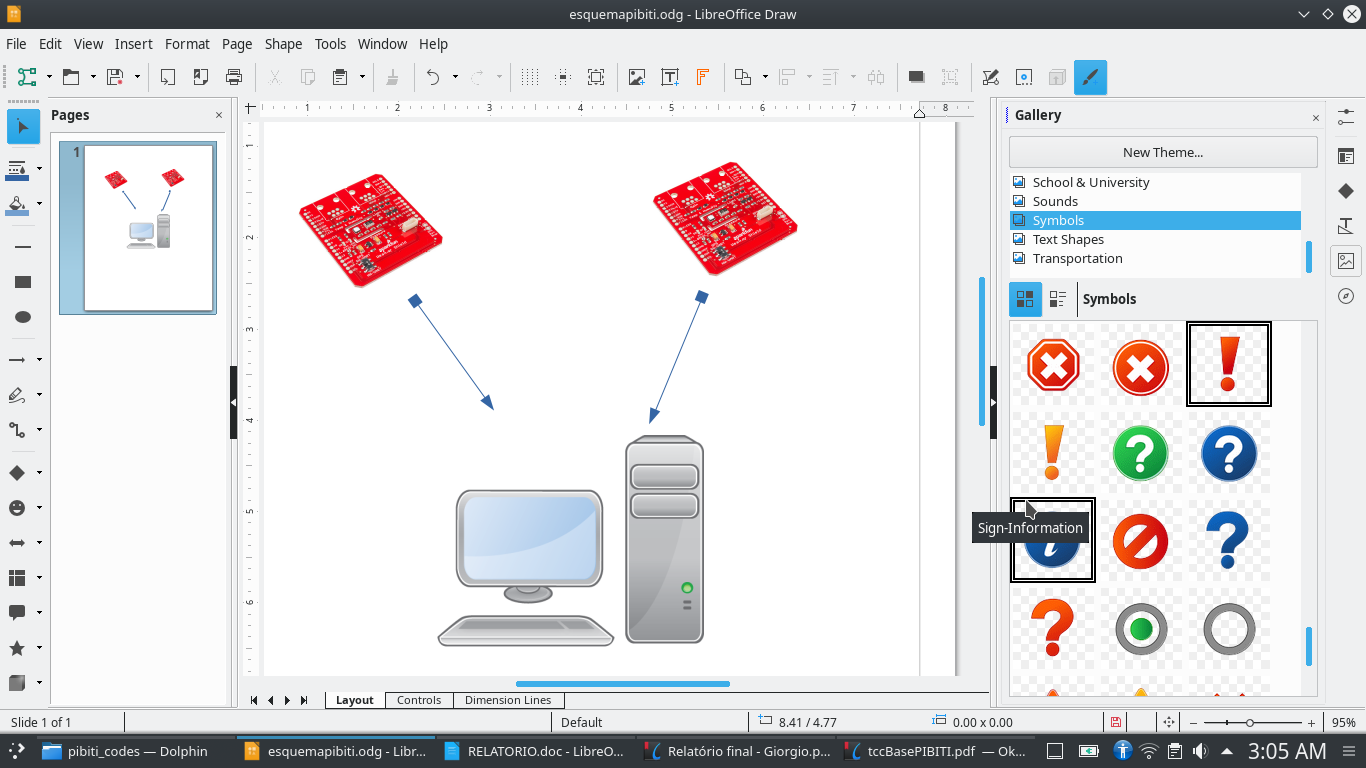 esquemapibiti.odg - LibreOffice Draw
File Edit View Insert Format Page Shape Tools Window Help
Pages
1
1 2 3 4 5 6 7 8
1
2
3
4
5
6
Gallery
New Theme...
School & University
Sounds
Symbols
Text Shapes
Transportation
Symbols
Sign-Information
Layout Controls Dimension Lines
Slide 1 of 1 Default 8.41 / 4.77 0.00 x 0.00 95%
pibiti_codes — Dolphin esquemapibiti.odg - Libr... RELATORIO.doc - LibreO... Relatório final - Giorgio.p... tccBasePIBITI.pdf — Ok... 3:05 AM